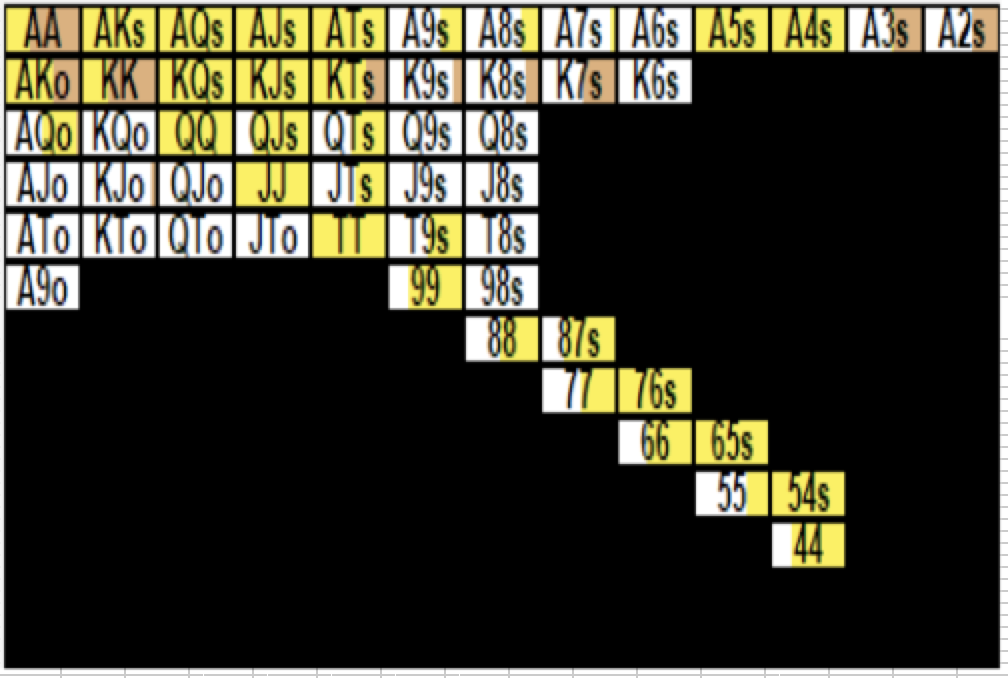 AA AKs AQs AJs ATs A9s A8s A7s A6s A5s A4s A3s A2s
AKo KK KQs KJs KTs K9s K8s K7s K6s
AQo KQo QQ QJs QTs Q9s Q8s
AJo KJo QJo JJ JTs J9s J8s
ATo KTo QTo JTo TT T9s T8s
A9o 99 98s
88 87s
77 76s
66 65s
55 54s
44